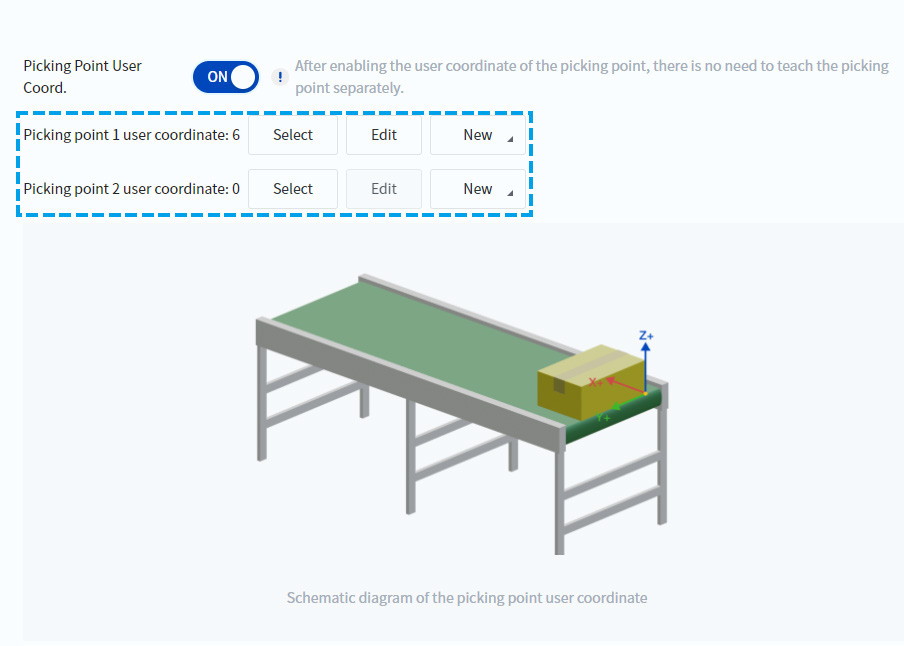 Picking Point User
Coord.
ON
!
After enabling the user coordinate of the picking point, there is no need to teach the picking
point separately.
Picking point 1 user coordinate: 6
Select
Edit
New
Picking point 2 user coordinate: 0
Select
Edit
New
Z+
X+
Y+
Schematic diagram of the picking point user coordinate